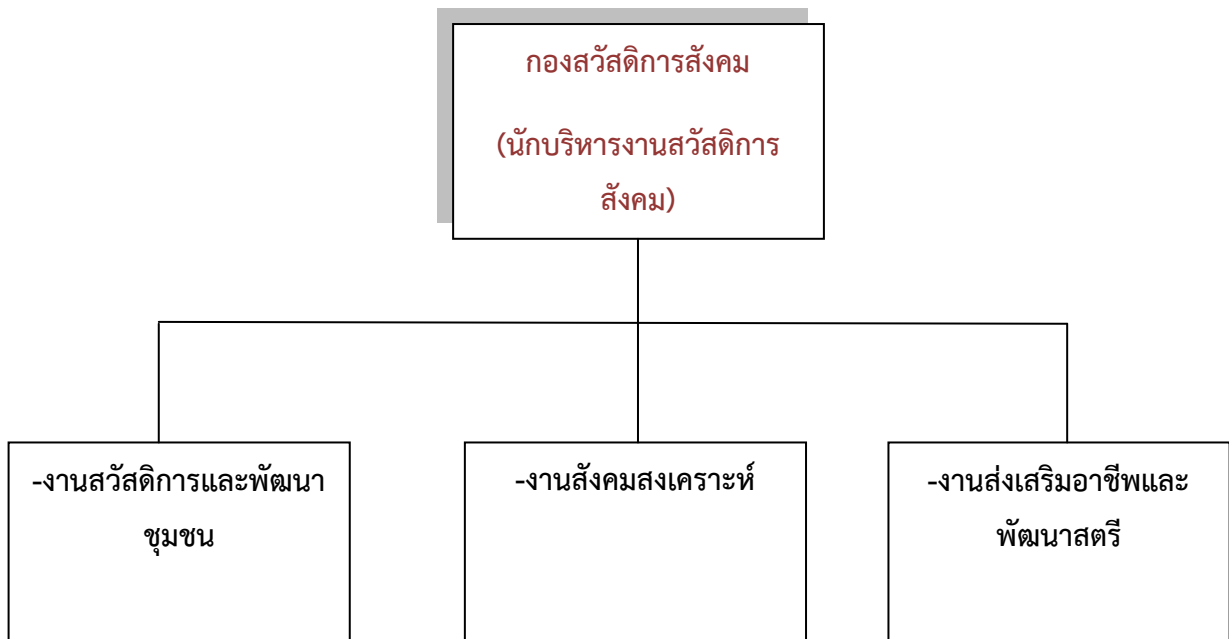 กองสวัสดิการสังคม
(นักบริหารงานสวัสดิการ
สังคม)
-งานสวัสดิการและพัฒนา
ชุมชน
-งานสังคมสงเคราะห์
-งานส่งเสริมอาชีพและ
พัฒนาสตรี